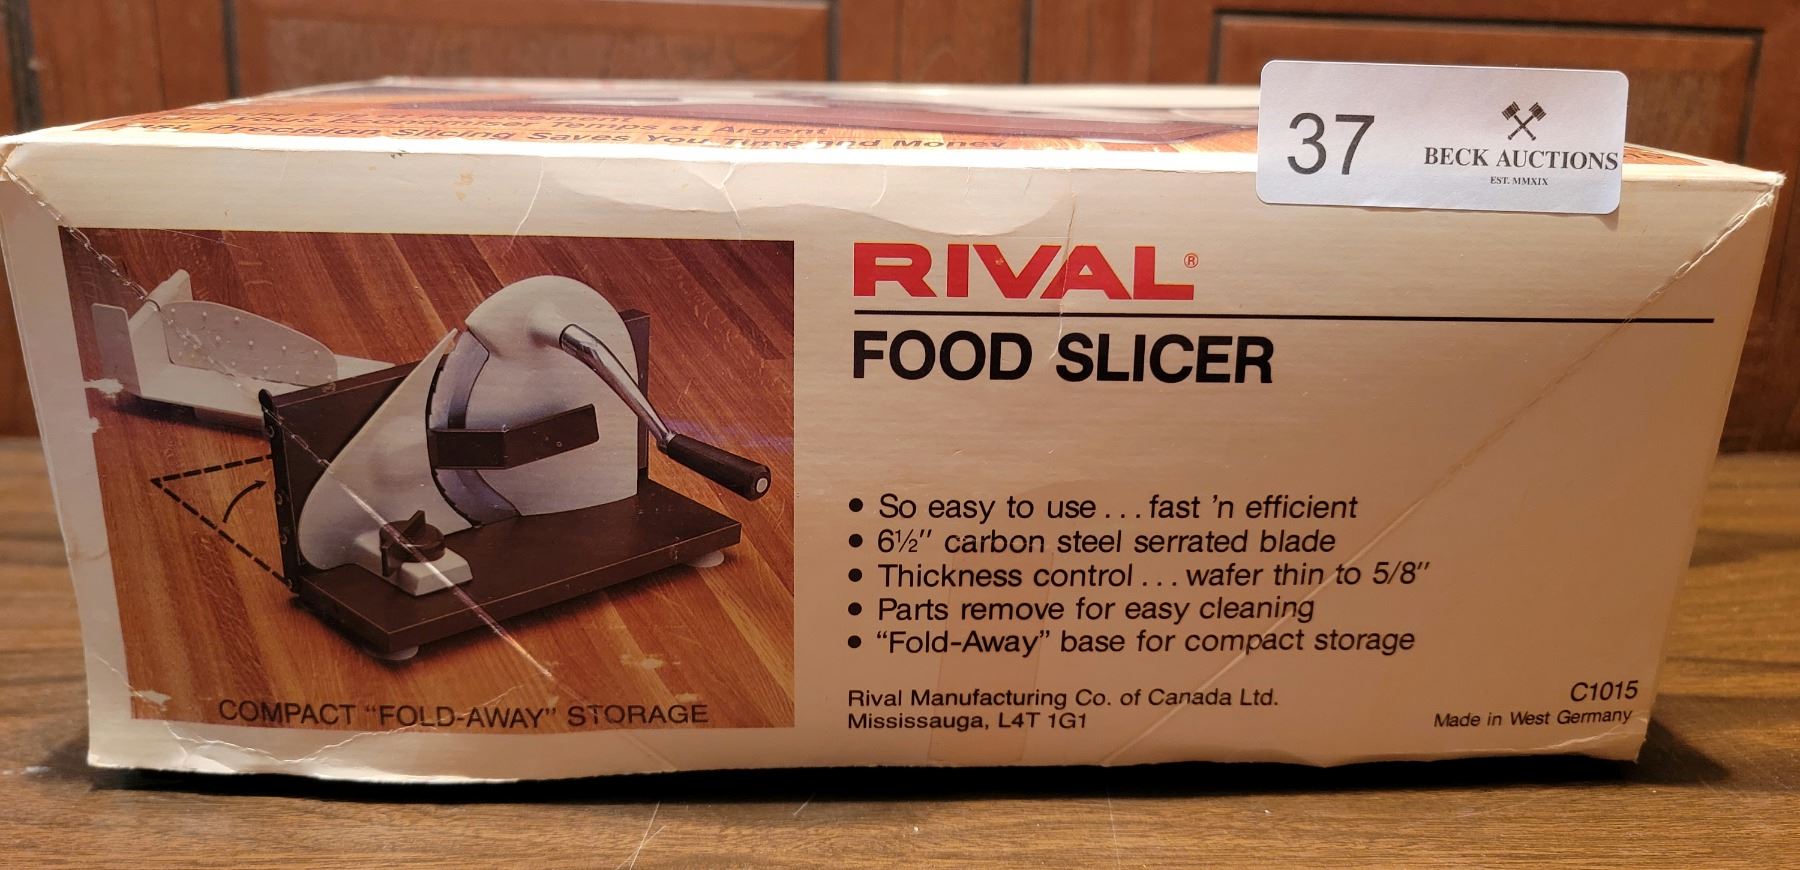 Temps et Argent
Precision Slicing Saves You Time and Money
37
BECK AUCTIONS
EST. MMXIX
RIVAL®
FOOD SLICER
• So easy to use . . . fast 'n efficient
• 6½" carbon steel serrated blade
• Thickness control . . . wafer thin to 5/8"
• Parts remove for easy cleaning
• "Fold-Away" base for compact storage
COMPACT "FOLD-AWAY" STORAGE
Rival Manufacturing Co. of Canada Ltd.
Mississauga, L4T 1G1
C1015
Made in West Germany